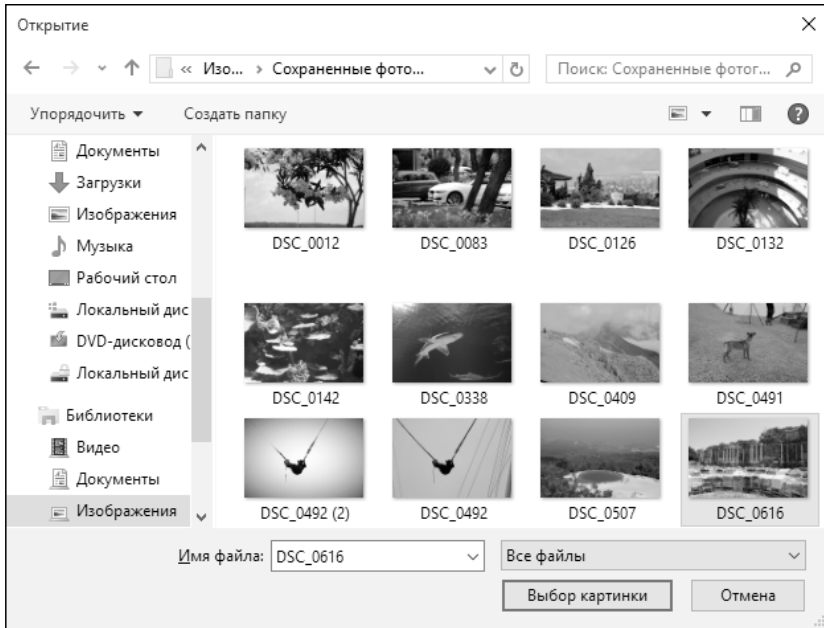 Открытие
« Изо... › Сохраненные фото...
Поиск: Сохраненные фотог...
Упорядочить
Создать папку
Документы
Загрузки
Изображения
Музыка
Рабочий стол
Локальный дис
DVD-дисковод (
Локальный дис
Библиотеки
Видео
Документы
Изображения
DSC_0012 DSC_0083 DSC_0126 DSC_0132
DSC_0142 DSC_0338 DSC_0409 DSC_0491
DSC_0492 (2) DSC_0492 DSC_0507 DSC_0616
Имя файла: DSC_0616
Все файлы
Выбор картинки
Отмена